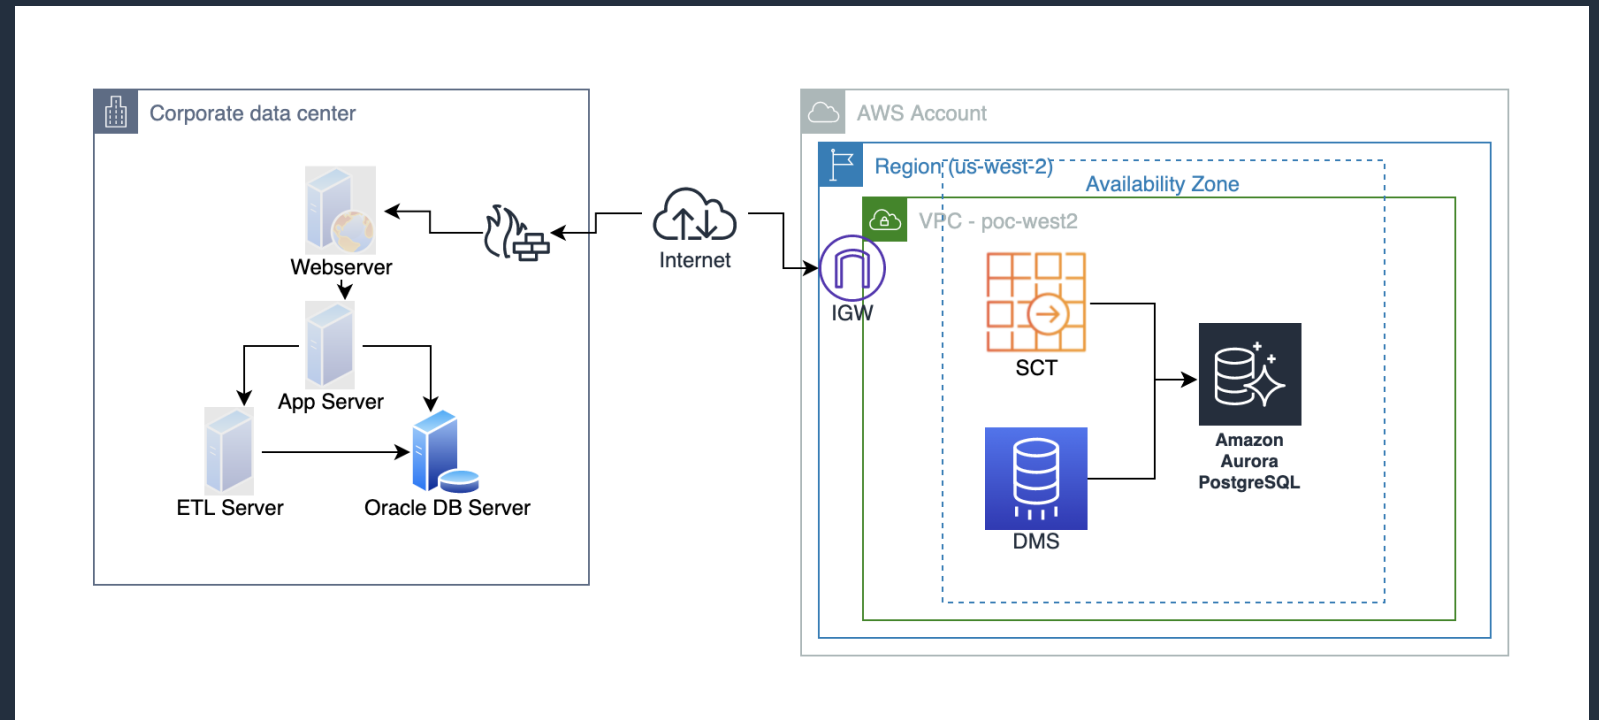 Corporate data center
Webserver
App Server
ETL Server
Oracle DB Server
Internet
AWS Account
Region (us-west-2)
Availability Zone
VPC - poc-west2
IGW
SCT
DMS
Amazon
Aurora
PostgreSQL